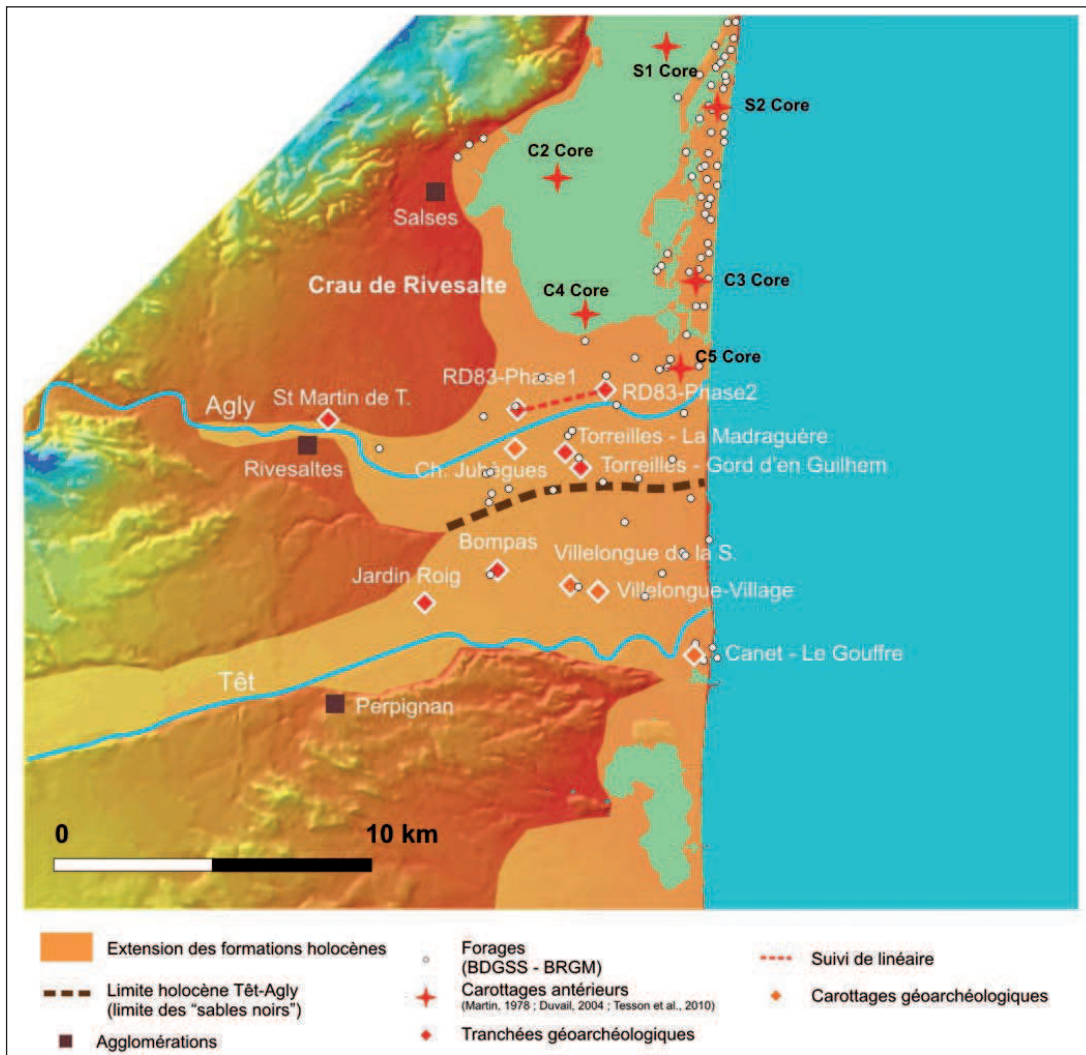 S1 Core
S2 Core
C2 Core
Salses
Crau de Rivesalte
C4 Core
C3 Core
C5 Core
RD83-Phase1
RD83-Phase2
Agly
St Martin de T.
Torreilles - La Madraguère
Rivesaltes
Ch. Juhègues
Torreilles - Gord d'en Guilhem
Bompas
Villelongue de la S.
Jardin Roig
Villelongue-Village
Canet - Le Gouffre
Têt
Perpignan
0 10 km
Extension des formations holocènes
Limite holocène Têt-Agly
(limite des "sables noirs")
Agglomérations
Forages
(BDGSS - BRGM)
Carottages antérieurs
(Martin, 1978 ; Duvail, 2004 ; Tesson et al., 2010)
Tranchées géoarchéologiques
Suivi de linéaire
Carottages géoarchéologiques